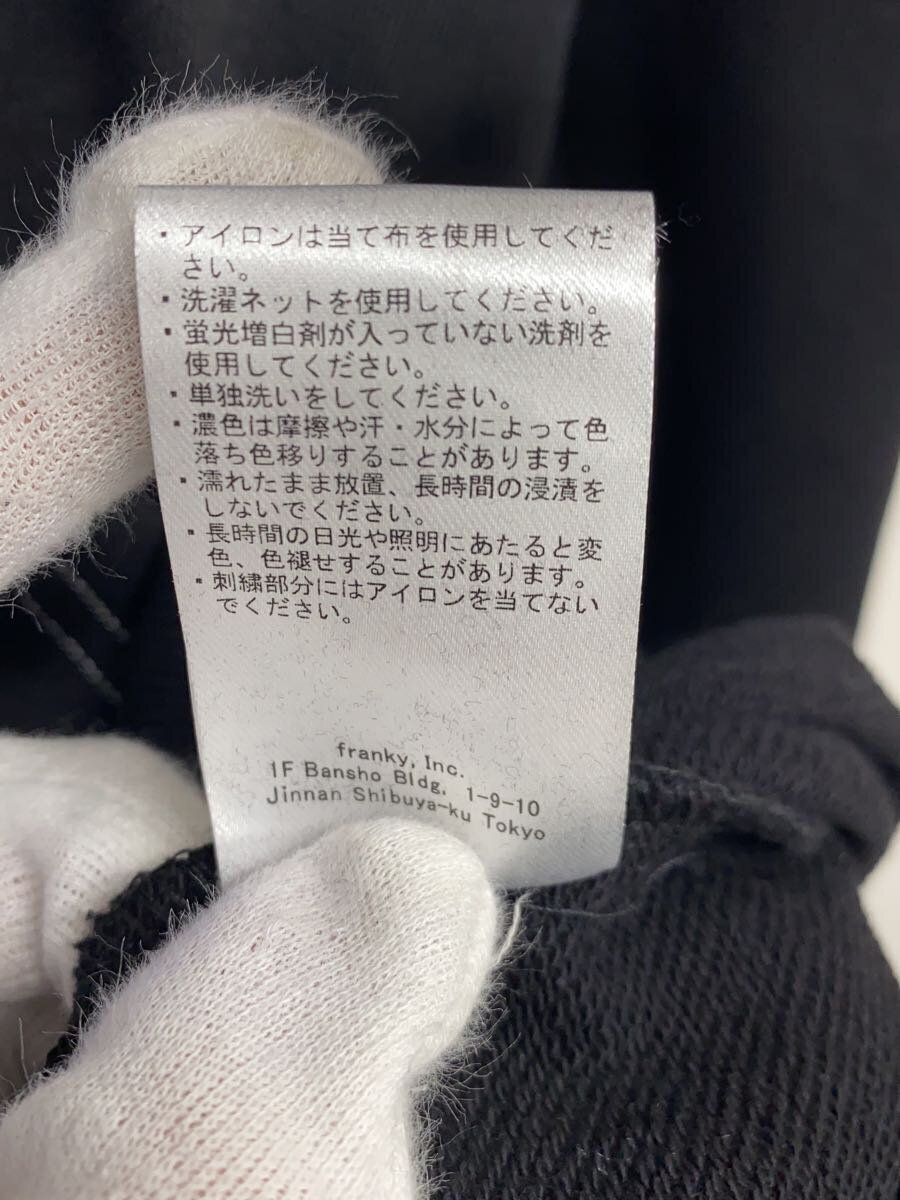 ・アイロンは当て布を使用してくだ
さい。
・洗濯ネットを使用してください。
・蛍光増白剤が入っていない洗剤を
使用してください。
・単独洗いをしてください。
・濃色は摩擦や汗・水分によって色
落ち色移りすることがあります。
・濡れたまま放置、長時間の浸漬を
しないでください。
・長時間の日光や照明にあたると変
色、色褪せすることがあります。
・刺繍部分にはアイロンを当てない
でください。
franky, Inc.
1F Bansho Bldg, 1-9-10
Jinnan Shibuya-ku Tokyo